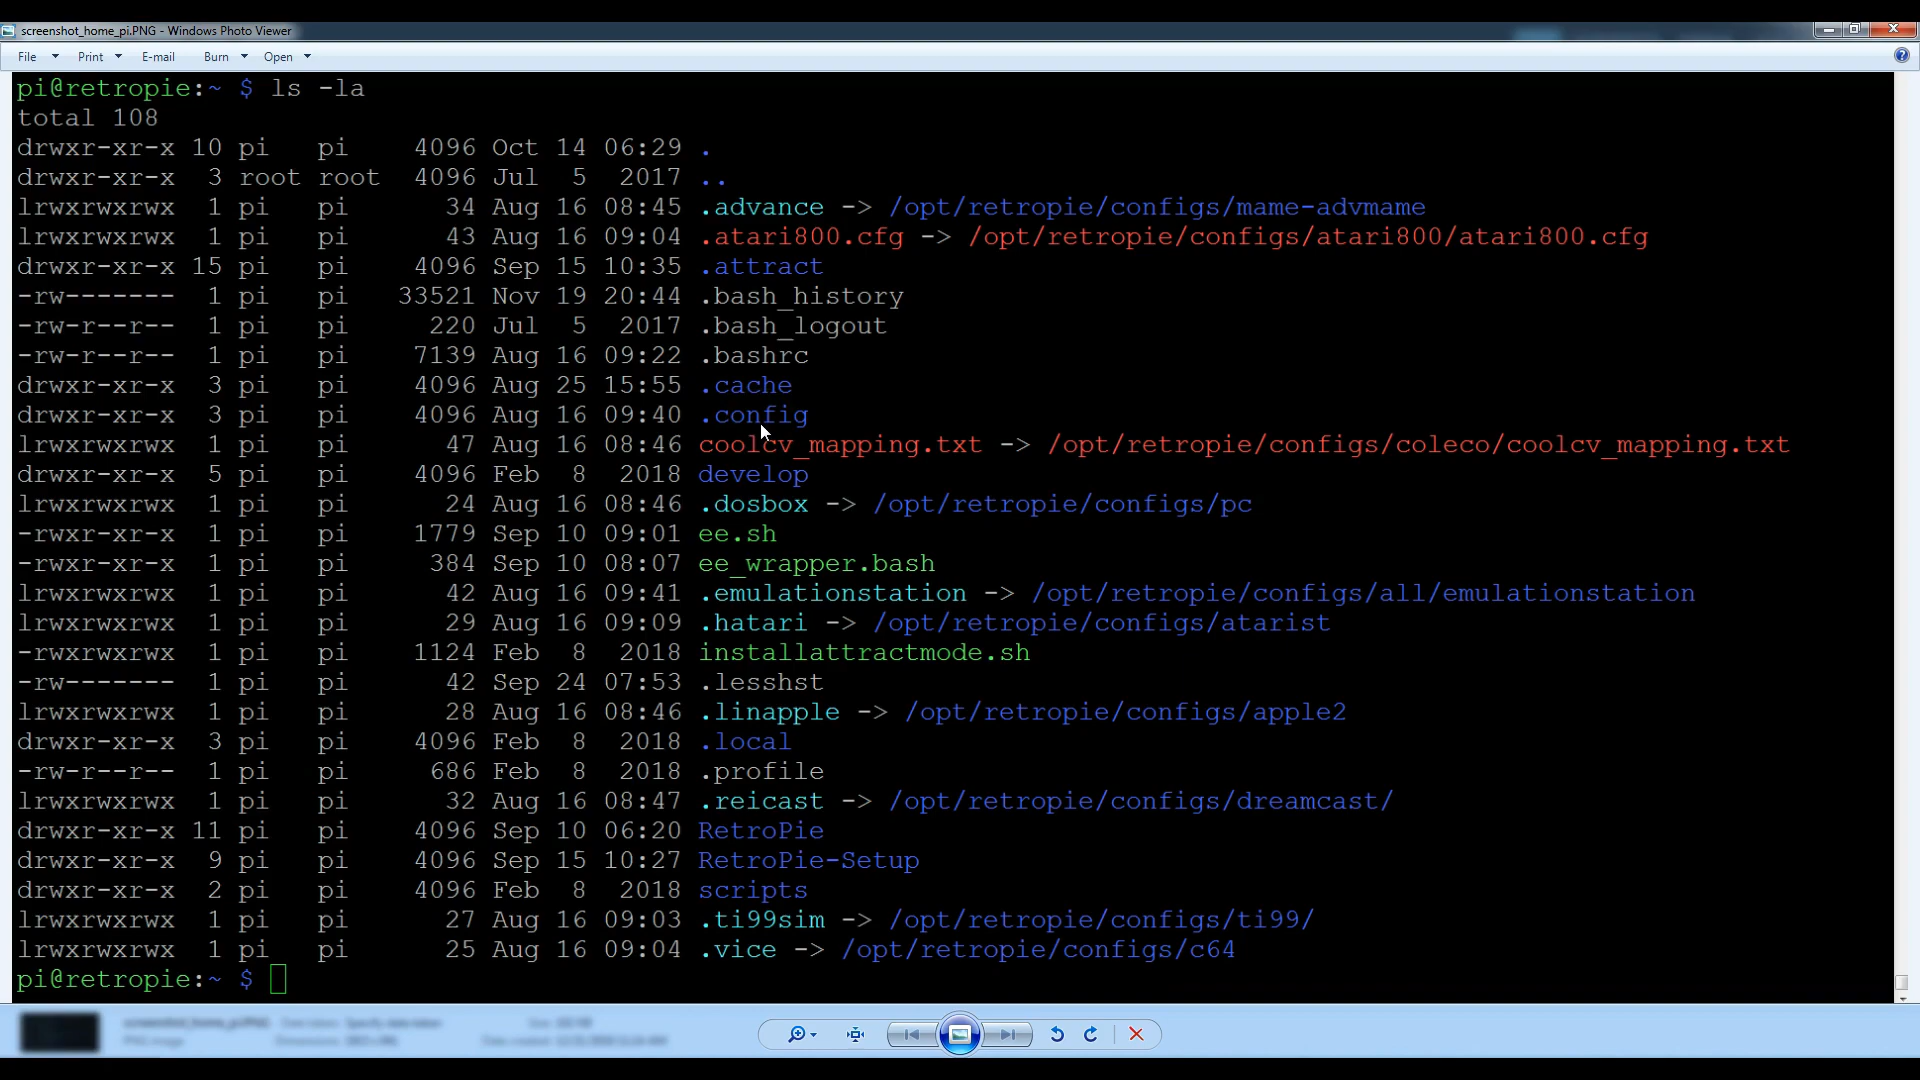 screenshot_home_pi.PNG - Windows Photo Viewer
File Print E-mail Burn Open
pi@retropie:~ $ ls -la
total 108
drwxr-xr-x 10 pi pi 4096 Oct 14 06:29 .
drwxr-xr-x 3 root root 4096 Jul 5 2017 ..
lrwxrwxrwx 1 pi pi 34 Aug 16 08:45 .advance -> /opt/retropie/configs/mame-advmame
lrwxrwxrwx 1 pi pi 43 Aug 16 09:04 .atari800.cfg -> /opt/retropie/configs/atari800/atari800.cfg
drwxr-xr-x 15 pi pi 4096 Sep 15 10:35 .attract
-rw------- 1 pi pi 33521 Nov 19 20:44 .bash_history
-rw-r--r-- 1 pi pi 220 Jul 5 2017 .bash_logout
-rw-r--r-- 1 pi pi 7139 Aug 16 09:22 .bashrc
drwxr-xr-x 3 pi pi 4096 Aug 25 15:55 .cache
drwxr-xr-x 3 pi pi 4096 Aug 16 09:40 .config
lrwxrwxrwx 1 pi pi 47 Aug 16 08:46 coolcv_mapping.txt -> /opt/retropie/configs/coleco/coolcv_mapping.txt
drwxr-xr-x 5 pi pi 4096 Feb 8 2018 develop
lrwxrwxrwx 1 pi pi 24 Aug 16 08:46 .dosbox -> /opt/retropie/configs/pc
-rwxr-xr-x 1 pi pi 1779 Sep 10 09:01 ee.sh
-rwxr-xr-x 1 pi pi 384 Sep 10 08:07 ee_wrapper.bash
lrwxrwxrwx 1 pi pi 42 Aug 16 09:41 .emulationstation -> /opt/retropie/configs/all/emulationstation
lrwxrwxrwx 1 pi pi 29 Aug 16 09:09 .hatari -> /opt/retropie/configs/atarist
-rwxr-xr-x 1 pi pi 1124 Feb 8 2018 installattractmode.sh
-rw------- 1 pi pi 42 Sep 24 07:53 .lesshst
lrwxrwxrwx 1 pi pi 28 Aug 16 08:46 .linapple -> /opt/retropie/configs/apple2
drwxr-xr-x 3 pi pi 4096 Feb 8 2018 .local
-rw-r--r-- 1 pi pi 686 Feb 8 2018 .profile
lrwxrwxrwx 1 pi pi 32 Aug 16 08:47 .reicast -> /opt/retropie/configs/dreamcast/
drwxr-xr-x 11 pi pi 4096 Sep 10 06:20 RetroPie
drwxr-xr-x 9 pi pi 4096 Sep 15 10:27 RetroPie-Setup
drwxr-xr-x 2 pi pi 4096 Feb 8 2018 scripts
lrwxrwxrwx 1 pi pi 27 Aug 16 09:03 .ti99sim -> /opt/retropie/configs/ti99/
lrwxrwxrwx 1 pi pi 25 Aug 16 09:04 .vice -> /opt/retropie/configs/c64
pi@retropie:~ $